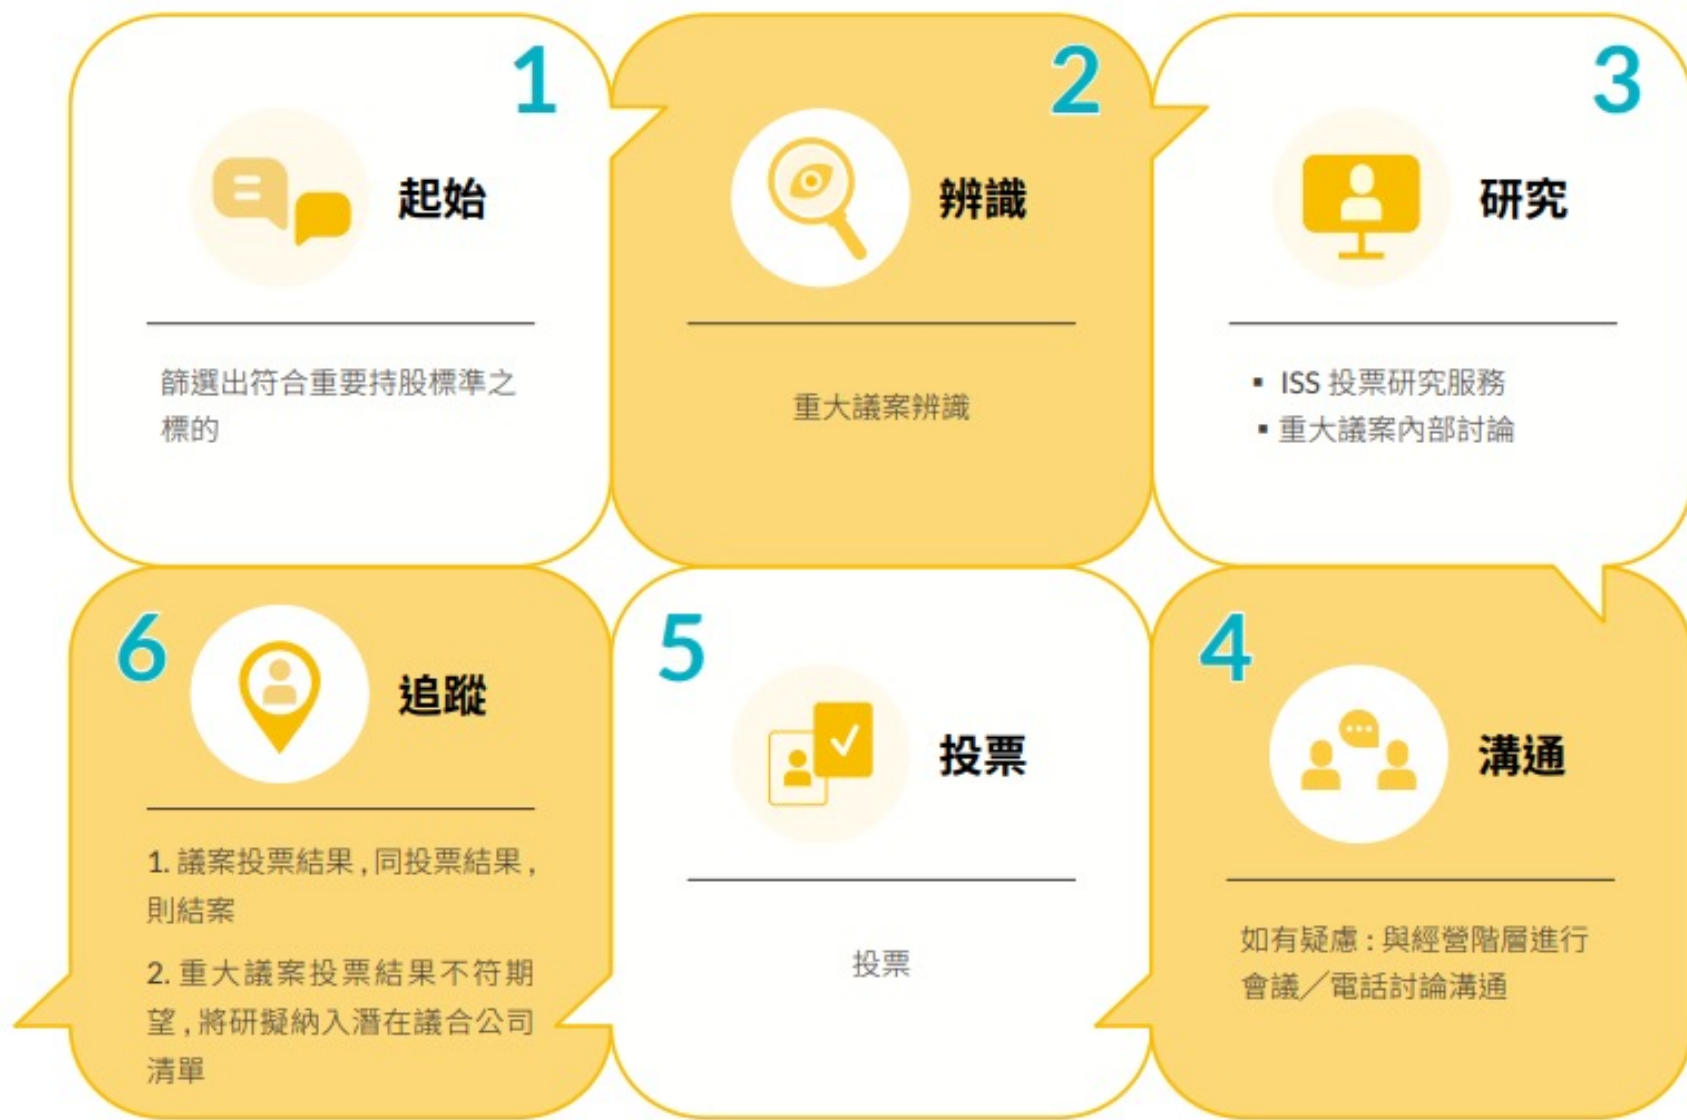 1
起始
篩選出符合重要持股標準之
標的
2
辨識
重大議案辨識
3
研究
▪ ISS 投票研究服務
▪ 重大議案內部討論
4
溝通
如有疑慮 : 與經營階層進行
會議╱電話討論溝通
5
投票
投票
6
追蹤
1. 議案投票結果 , 同投票結果 ,
則結案
2. 重大議案投票結果不符期
望 , 將研擬納入潛在議合公司
清單